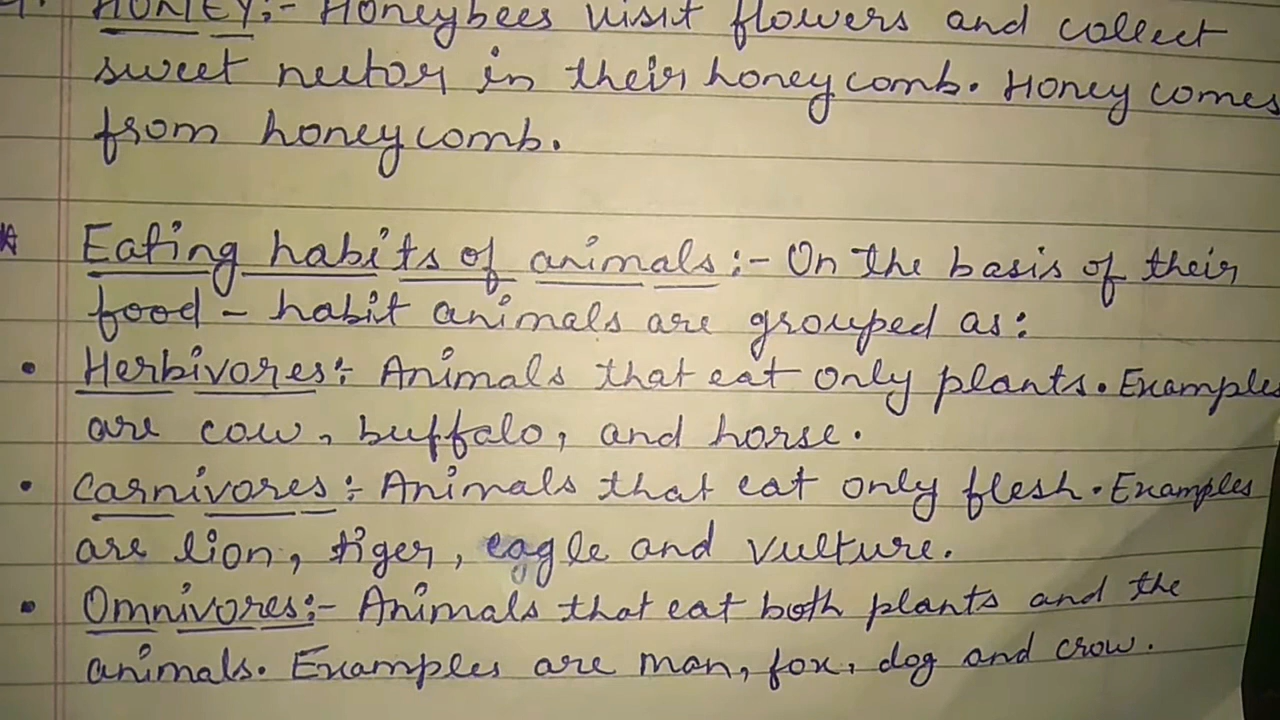 HONEY:- Honeybees visit flowers and collect
sweet nector in their honeycomb. Honey comes
from honeycomb.
Eating habits of animals:- On the basis of their
food - habit animals are grouped as:
• Herbivores: Animals that eat only plants. Examples
are cow, buffalo, and horse.
• Carnivores: Animals that eat only flesh. Examples
are lion, tiger, eagle and vulture.
• Omnivores:- Animals that eat both plants and the
animals. Examples are man, fox, dog and crow.